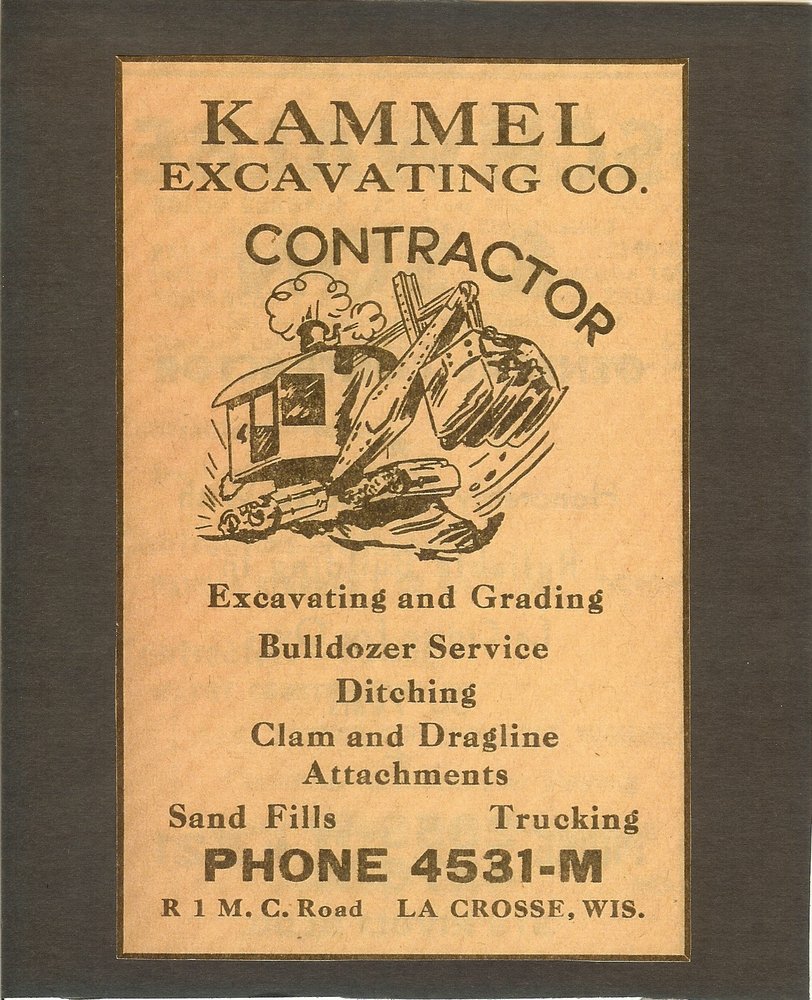 KAMMEL
EXCAVATING CO.
CONTRACTOR
Excavating and Grading
Bulldozer Service
Ditching
Clam and Dragline
Attachments
Sand Fills Trucking
PHONE 4531-M
R 1 M. C. Road LA CROSSE, WIS.